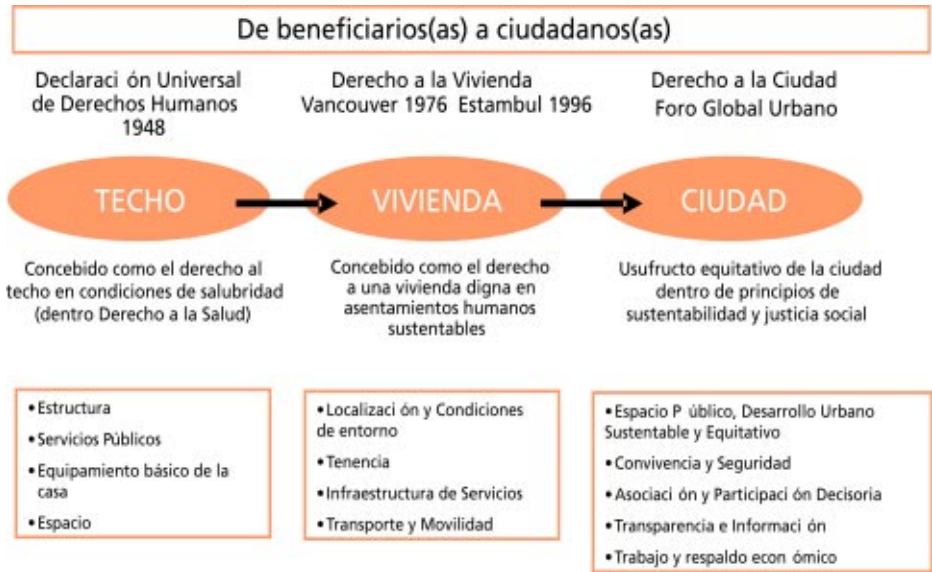 De beneficiarios(as) a ciudadanos(as)
Declaraci ón Universal
de Derechos Humanos
1948
Derecho a la Vivienda
Vancouver 1976 Estambul 1996
Derecho a la Ciudad
Foro Global Urbano
TECHO
VIVIENDA
CIUDAD
Concebido como el derecho al
techo en condiciones de salubridad
(dentro Derecho a la Salud)
Concebido como el derecho
a una vivienda digna en
asentamientos humanos
sustentables
Usufructo equitativo de la ciudad
dentro de principios de
sustentabilidad y justicia social
•Estructura
•Servicios Públicos
•Equipamiento básico de la
casa
•Espacio
•Localizaci ón y Condiciones
de entorno
•Tenencia
•Infraestructura de Servicios
•Transporte y Movilidad
•Espacio P úblico, Desarrollo Urbano
Sustentable y Equitativo
•Convivencia y Seguridad
•Asociaci ón y Participaci ón Decisoria
•Transparencia e Informaci ón
•Trabajo y respaldo econ ómico